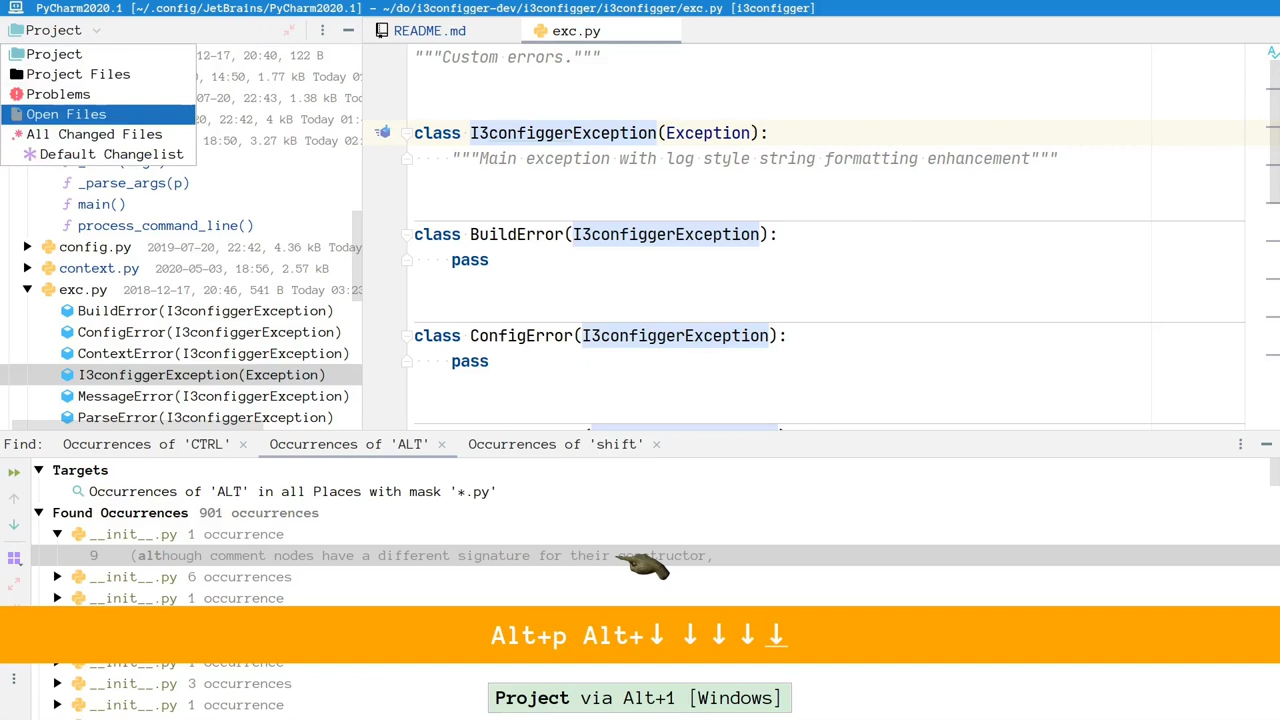 PyCharm2020.1 [~/.config/JetBrains/PyCharm2020.1] ~/do/i3configger-dev/i3configger/i3configger/exc.py [i3configger]
Project
README.md
exc.py
Project
12-17, 20:40, 122 B
Project Files
14:50, 1.77 kB Today 0
Problems
07-20, 22:43, 1.38 kB Toda
Open Files
4 kB Today 01:
All Changed Files
18:50, 3.27 kB Today 02:
Default Changelist
_parse_args(p)
main()
process_command_line()
config.py 2019-07-20, 22:42, 4.36 kB Today
context.py 2020-05-03, 18:56, 2.57 kB
exc.py 2018-12-17, 20:46, 541 B Today 03:23
BuildError(I3configgerException)
ConfigError(I3configgerException)
ContextError(I3configgerException)
I3configgerException(Exception)
MessageError(I3configgerException)
ParseError(I3configgerException)
"""Custom errors."""
class I3configgerException(Exception):
"""Main exception with log style string formatting enhancement"""
class BuildError(I3configgerException):
pass
class ConfigError(I3configgerException):
pass
Find: Occurrences of 'CTRL' Occurrences of 'ALT' Occurrences of 'shift'
Targets
Occurrences of 'ALT' in all Places with mask '*.py'
Found Occurrences 901 occurrences
__init__.py 1 occurrence
9 (although comment nodes have a different signature for their constructor,
__init__.py 6 occurrences
__init__.py 1 occurrence
Alt+p Alt+↓ ↓ ↓ ↓ ↓
__init__.py 1 occurrence
__init__.py 3 occurrences
__init__.py 1 occurrence
Project via Alt+1 [Windows]